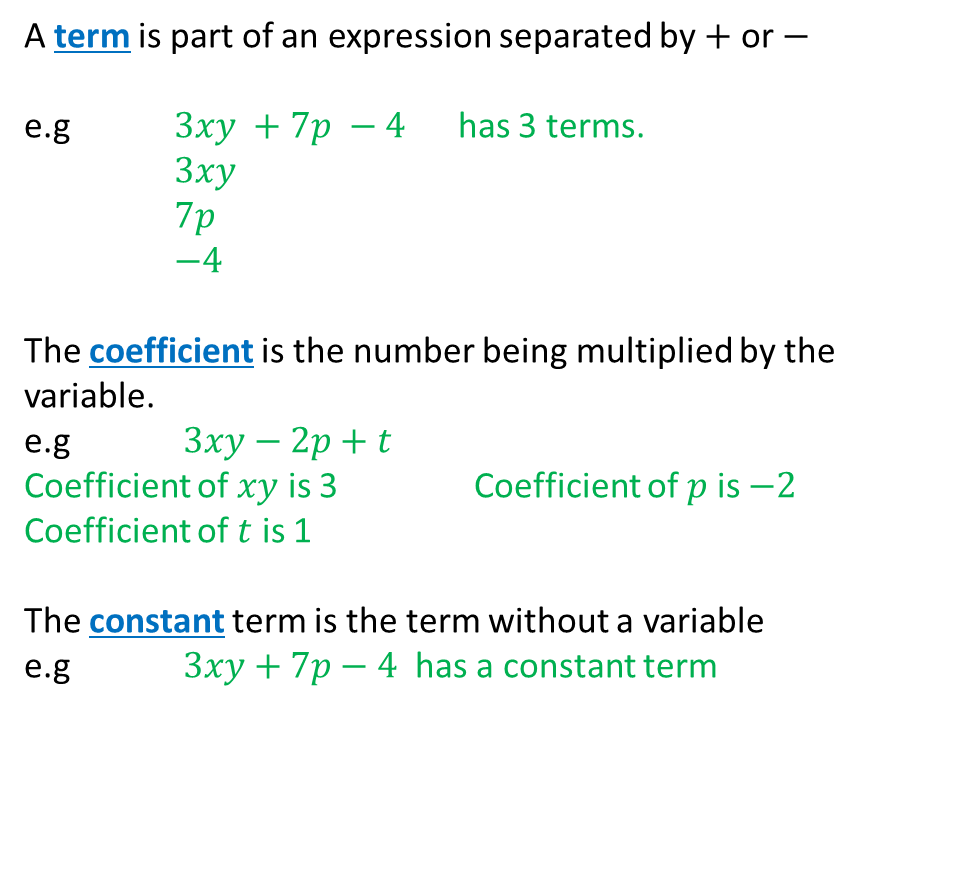 A term is part of an expression separated by + or −
e.g 3xy + 7p − 4 has 3 terms.
3xy
7p
−4
The coefficient is the number being multiplied by the
variable.
e.g 3xy − 2p + t
Coefficient of xy is 3 Coefficient of p is −2
Coefficient of t is 1
The constant term is the term without a variable
e.g 3xy + 7p − 4 has a constant term